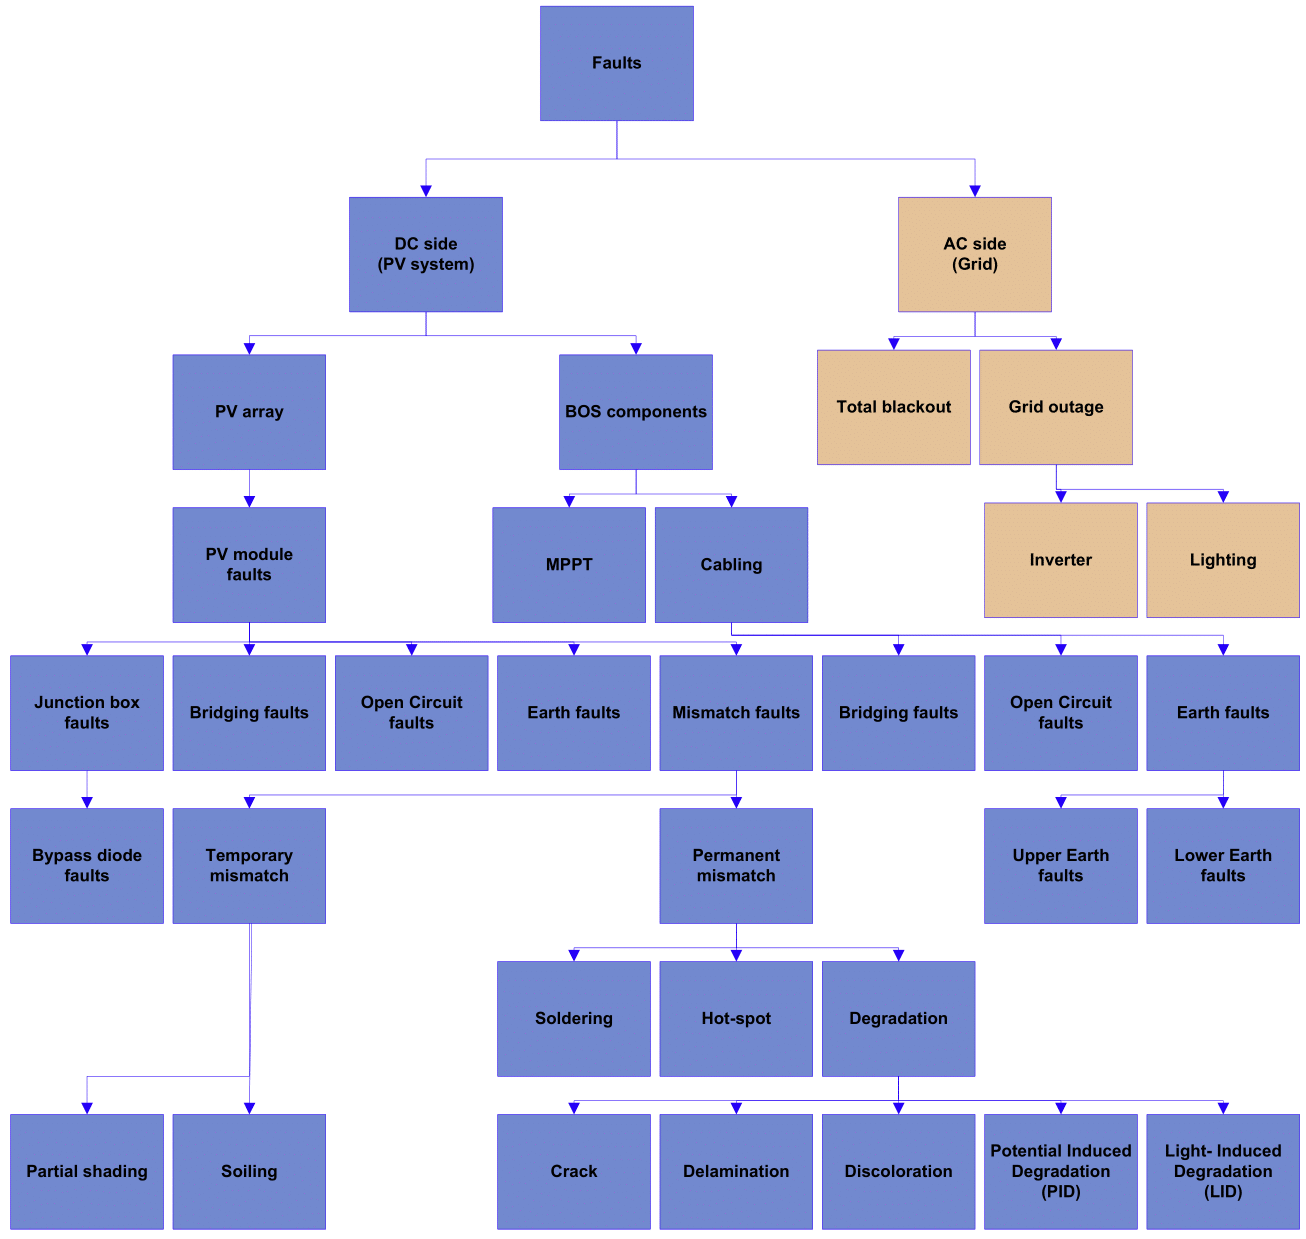 Faults
DC side
(PV system)
AC side
(Grid)
PV array
BOS components
Total blackout
Grid outage
PV module
faults
MPPT
Cabling
Inverter
Lighting
Junction box
faults
Bridging faults
Open Circuit
faults
Earth faults
Mismatch faults
Bridging faults
Open Circuit
faults
Earth faults
Bypass diode
faults
Temporary
mismatch
Permanent
mismatch
Upper Earth
faults
Lower Earth
faults
Soldering
Hot-spot
Degradation
Partial shading
Soiling
Crack
Delamination
Discoloration
Potential Induced
Degradation
(PID)
Light- Induced
Degradation
(LID)